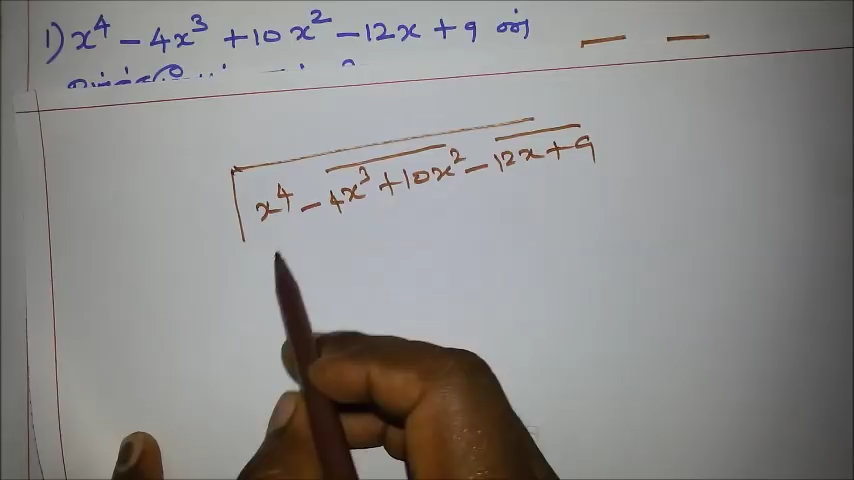 1) x⁴ - 4x³ + 10x² - 12x + 9 ன்
x⁴ - 4x³ + 10x² - 12x + 9